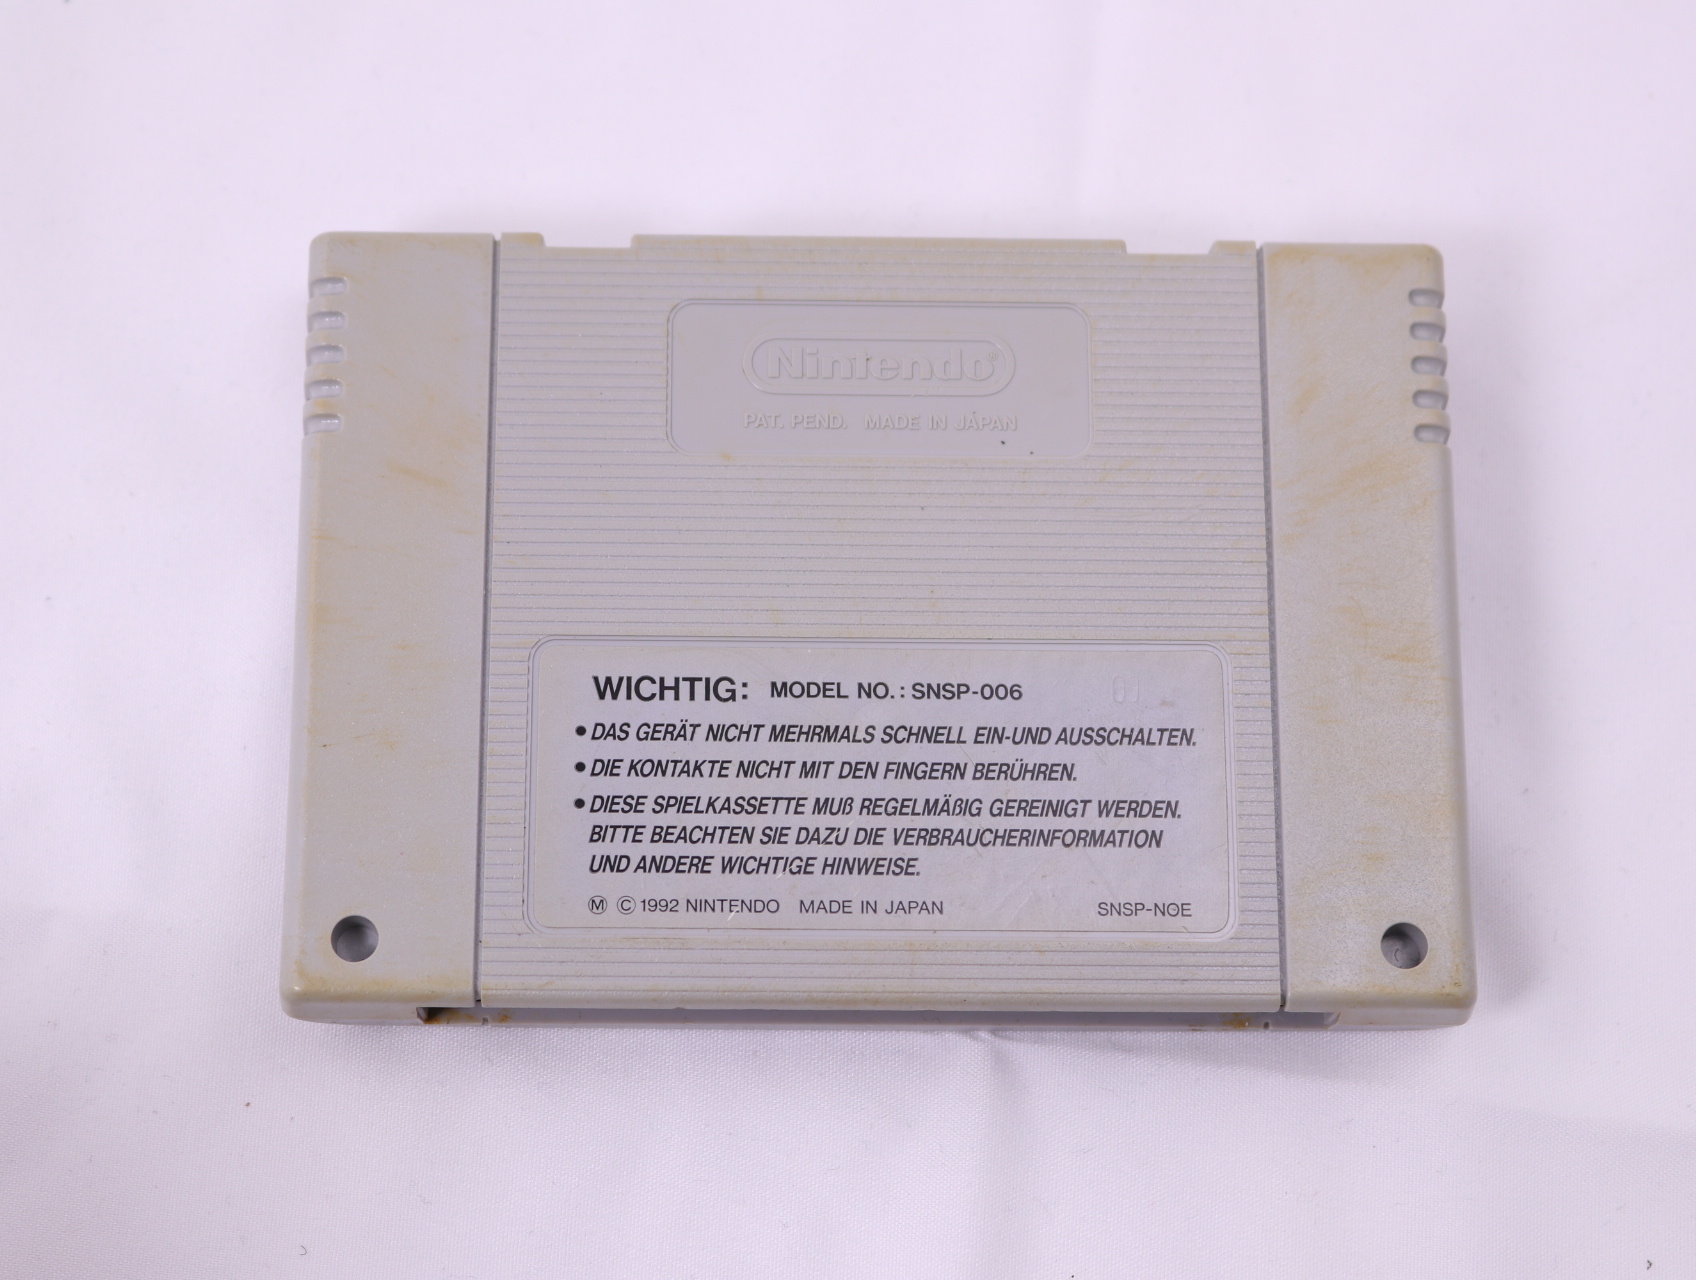 Nintendo®
PAT. PEND. MADE IN JAPAN
WICHTIG: MODEL NO.: SNSP-006
• DAS GERÄT NICHT MEHRMALS SCHNELL EIN-UND AUSSCHALTEN.
• DIE KONTAKTE NICHT MIT DEN FINGERN BERÜHREN.
• DIESE SPIELKASSETTE MUß REGELMÄßIG GEREINIGT WERDEN.
BITTE BEACHTEN SIE DAZU DIE VERBRAUCHERINFORMATION
UND ANDERE WICHTIGE HINWEISE.
Ⓜ © 1992 NINTENDO MADE IN JAPAN SNSP-NOE